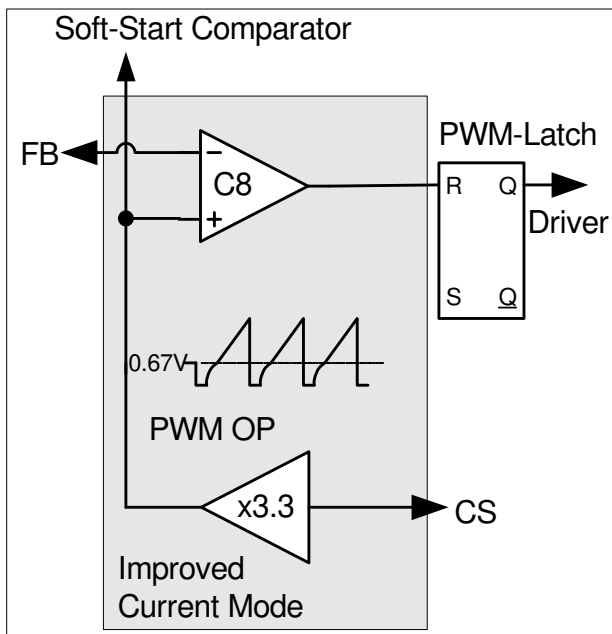 Soft-Start Comparator
FB
PWM-Latch
−
C8
+
R Q
Driver
S Q
0.67V
PWM OP
x3.3
CS
Improved
Current Mode